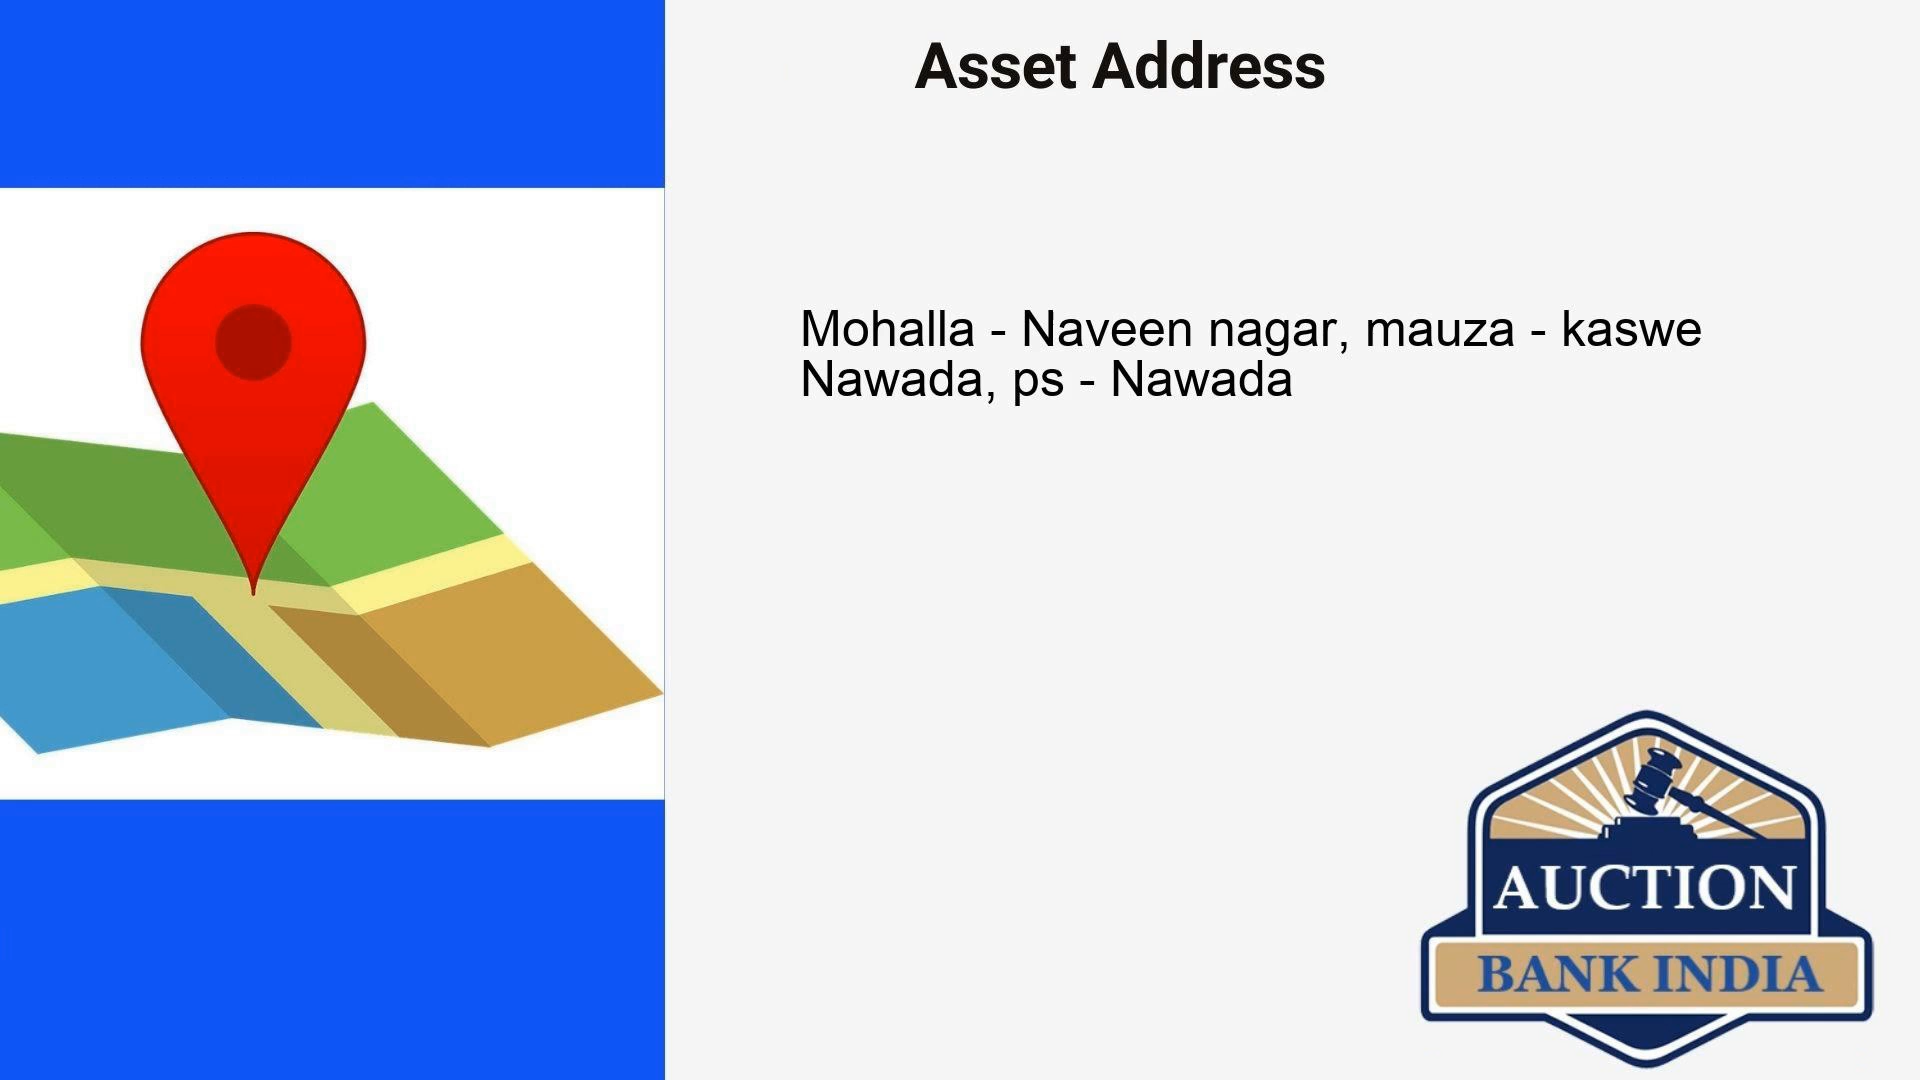 Asset Address
Mohalla - Naveen nagar, mauza - kaswe
Nawada, ps - Nawada
AUCTION
BANK INDIA